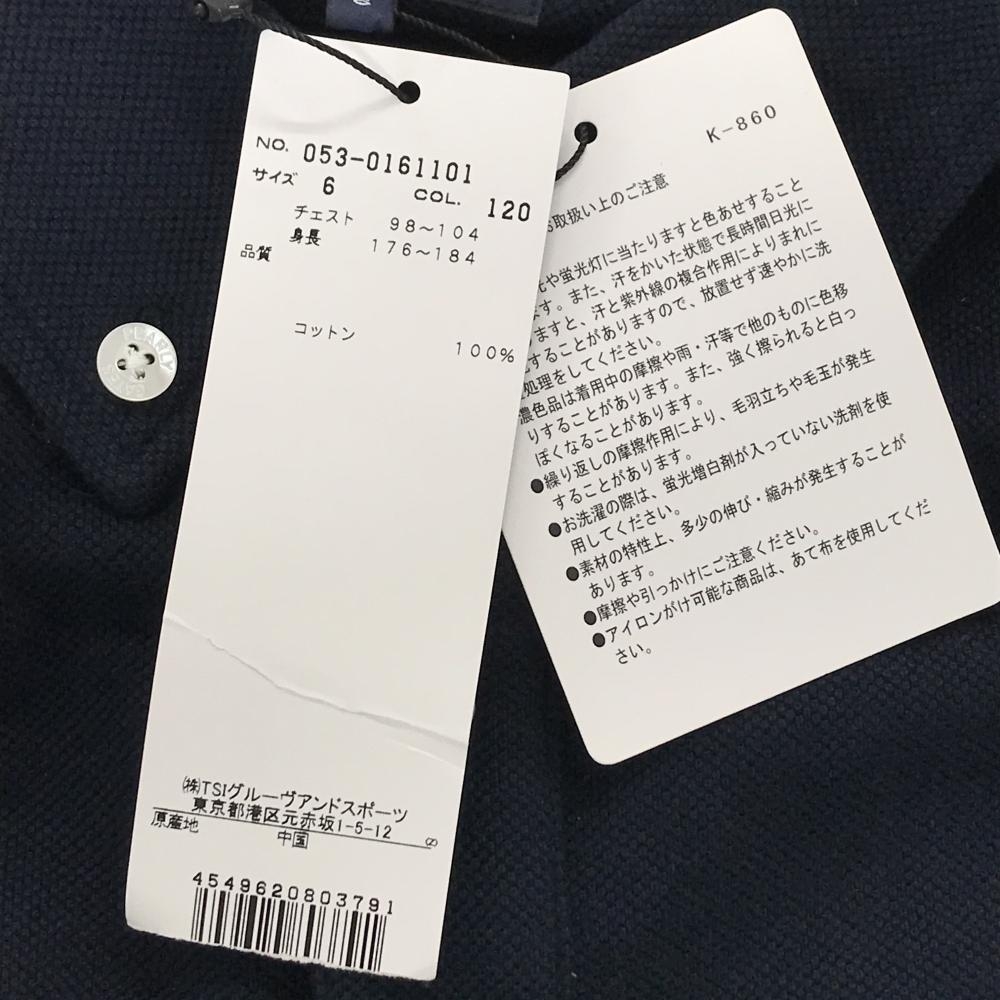 NO. 053-0161101
サイズ 6 COL. 120
チェスト 98～104
身長 176～184
品質
コットン 100%
㈱TSIグルーヴアンドスポーツ
東京都港区元赤坂1-5-12
原産地 中国
4549620803791
K-860
お取扱い上のご注意
光や蛍光灯に当たりますと色あせすること
ます。また、汗をかいた状態で長時間日光に
ますと、汗と紫外線の複合作用によりまれに
することがありますので、放置せず速やかに洗
処理をしてください。
濃色品は着用中の摩擦や雨・汗等で他のものに色移
りすることがあります。また、強く擦られると白っ
ぽくなることがあります。
●繰り返しの摩擦作用により、毛羽立ちや毛玉が発生
することがあります。
●お洗濯の際は、蛍光増白剤が入っていない洗剤を使
用してください。
●素材の特性上、多少の伸び・縮みが発生することが
あります。
●摩擦や引っかけにご注意ください。
●アイロンがけ可能な商品は、あて布を使用してくだ
さい。